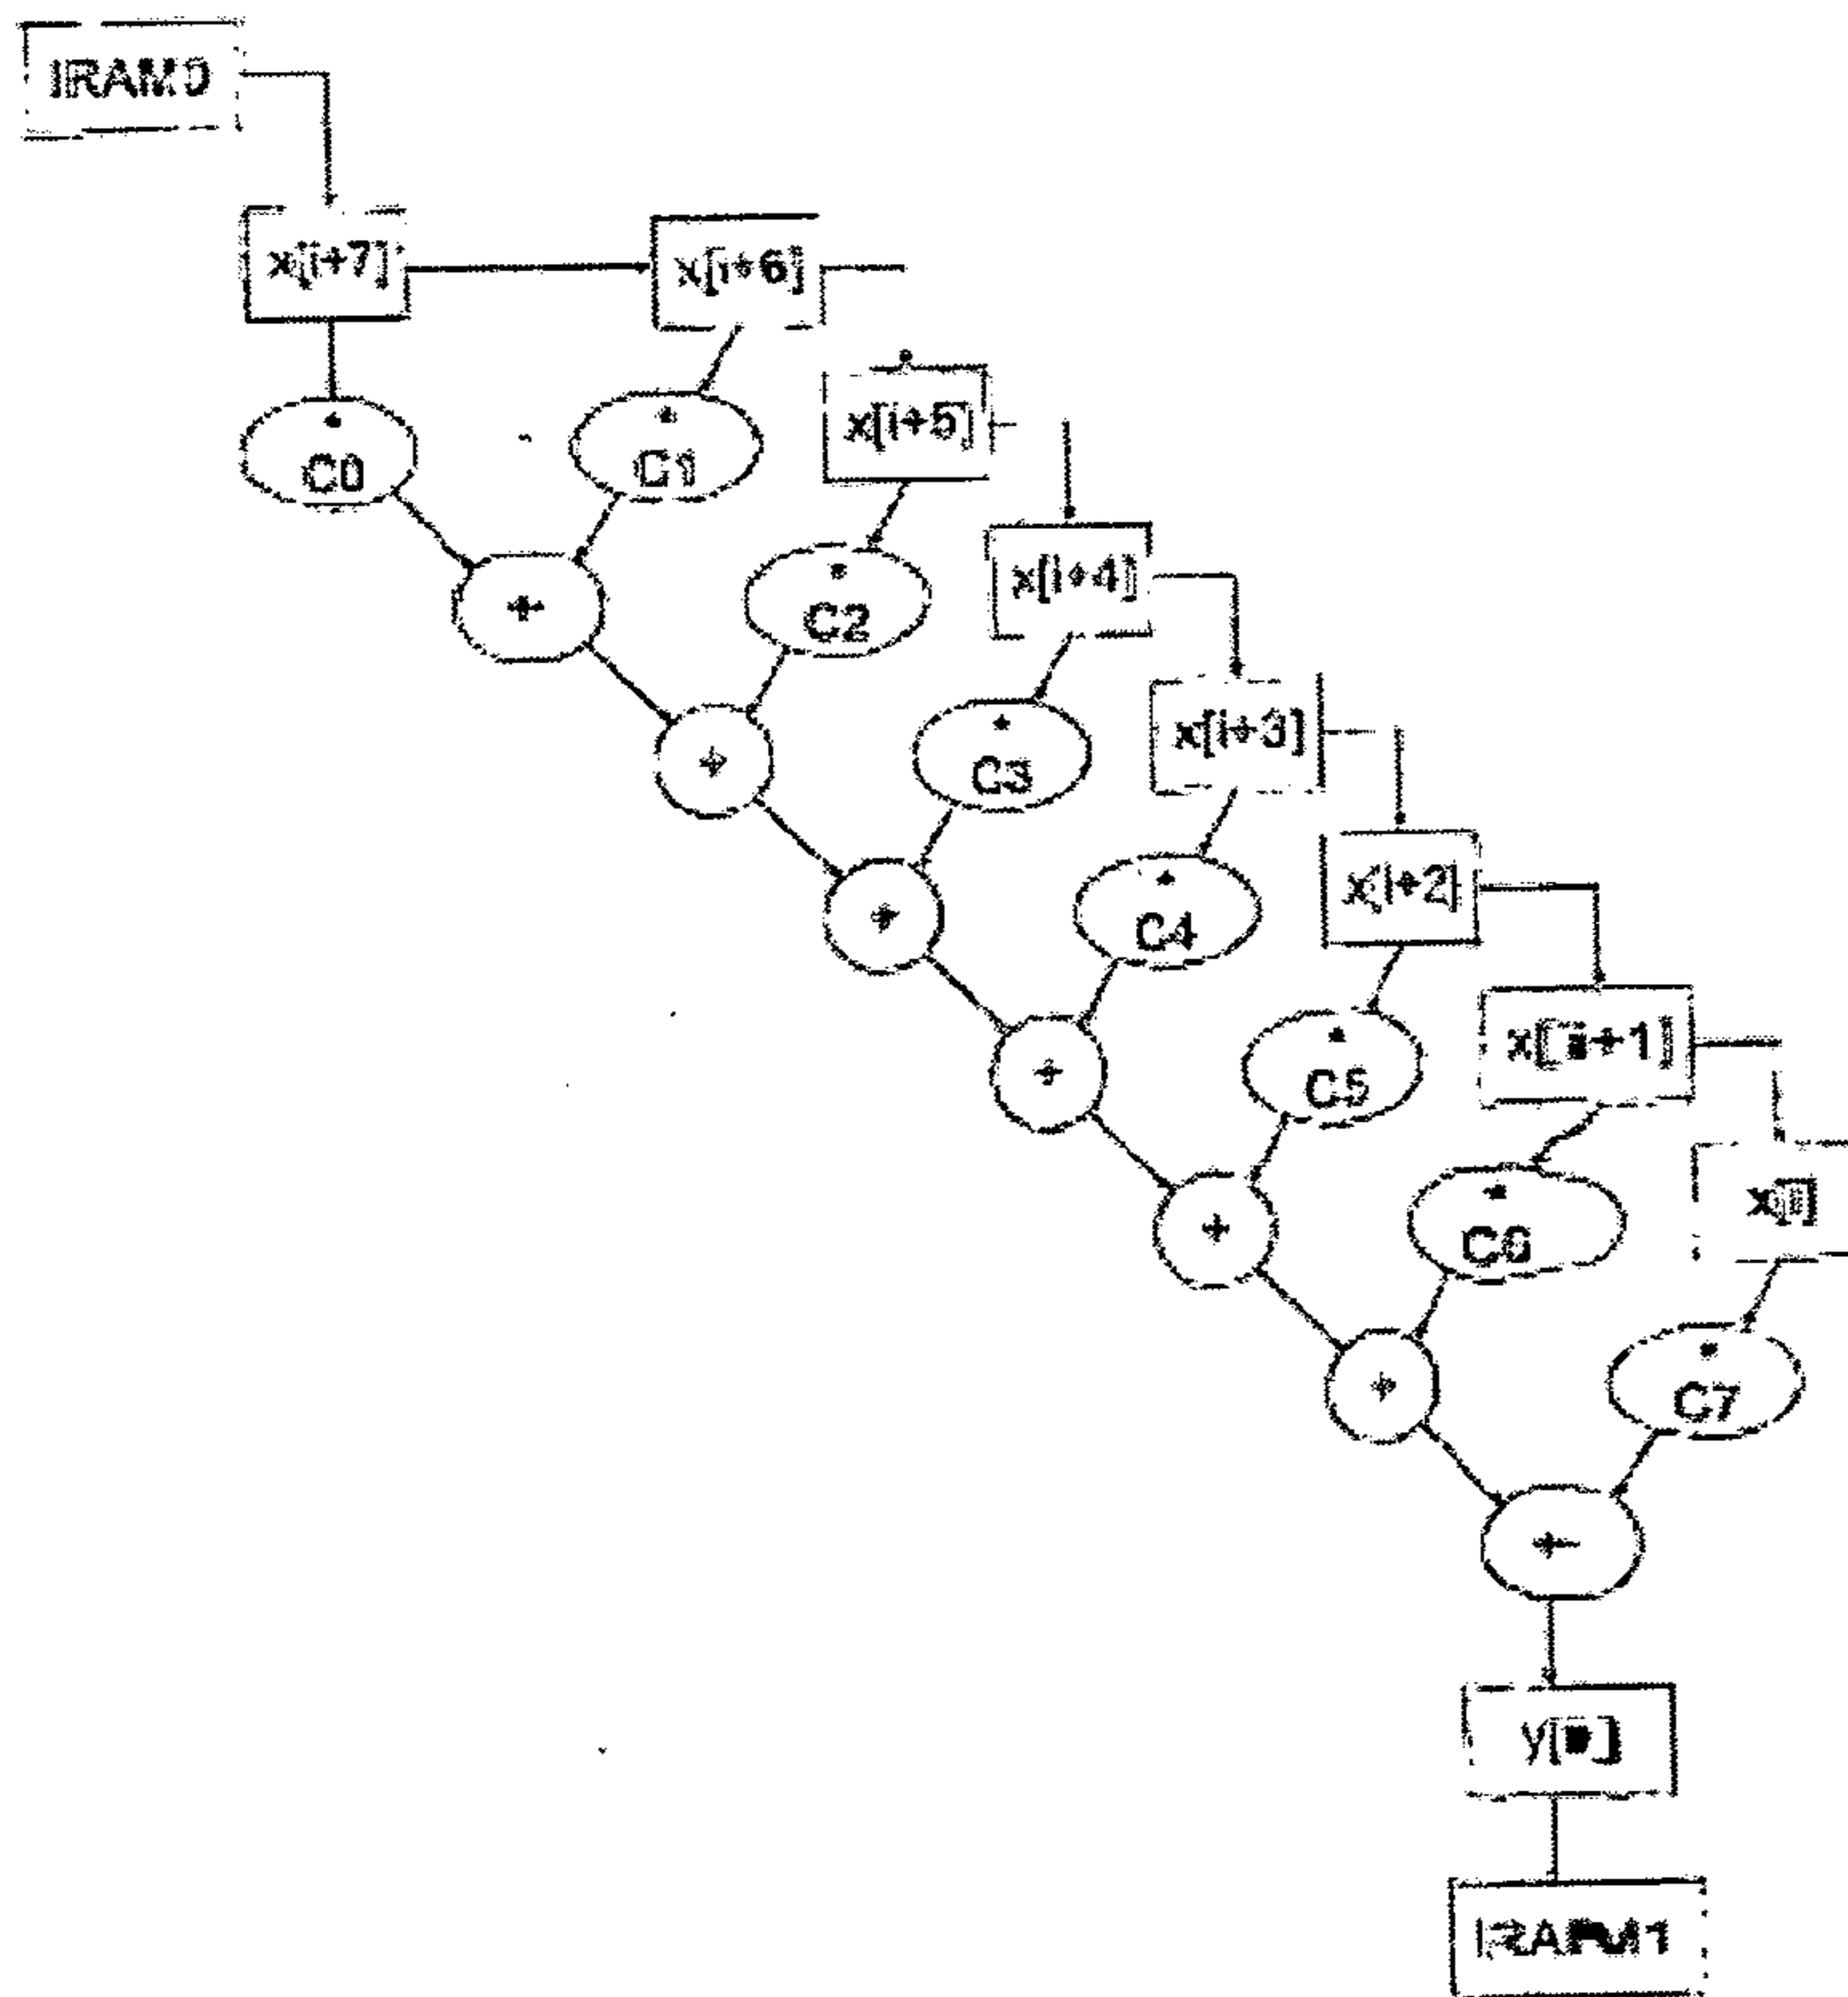 IRAM0
x[i+7]
x[i+6]
x[i+5]
*
C0
*
C1
x[i+4]
+
*
C2
x[i+3]
+
*
C3
x[i+2]
+
*
C4
x[i+1]
+
*
C5
x[i]
+
*
C6
+
*
C7
+
IRAM1